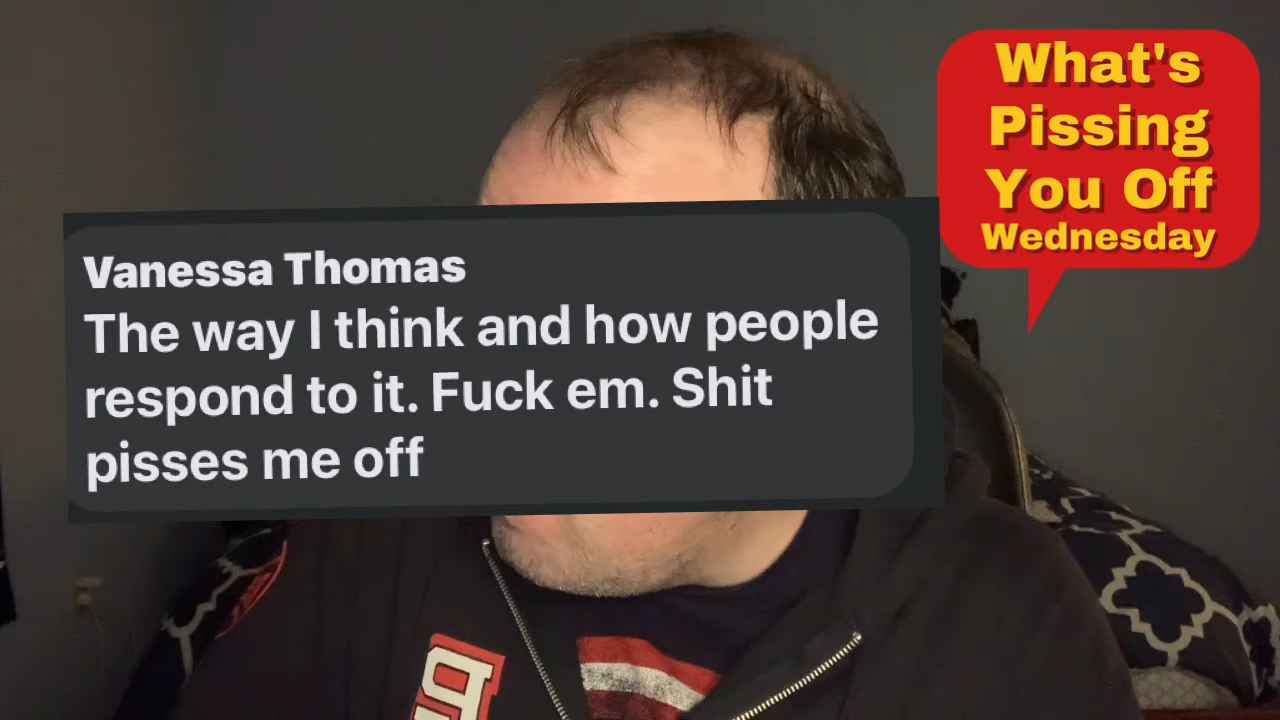 What's
Pissing
You Off
Wednesday
Vanessa Thomas
The way I think and how people
respond to it. Fuck em. Shit
pisses me off